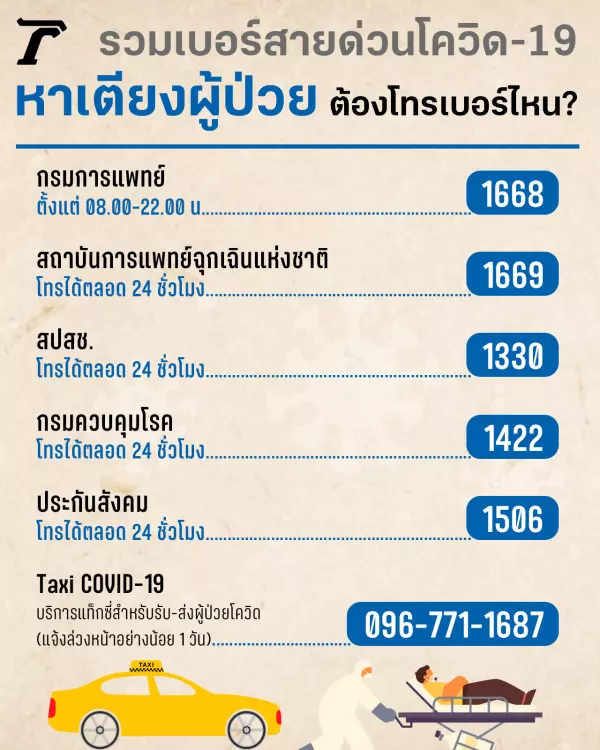 รวมเบอร์สายด่วนโควิด-19
หาเตียงผู้ป่วย ต้องโทรเบอร์ไหน?
กรมการแพทย์
ตั้งแต่ 08.00-22.00 น. 1668
สถาบันการแพทย์ฉุกเฉินแห่งชาติ
โทรได้ตลอด 24 ชั่วโมง 1669
สปสช.
โทรได้ตลอด 24 ชั่วโมง 1330
กรมควบคุมโรค
โทรได้ตลอด 24 ชั่วโมง 1422
ประกันสังคม
โทรได้ตลอด 24 ชั่วโมง 1506
Taxi COVID-19
บริการแท็กซี่สำหรับรับ-ส่งผู้ป่วยโควิด
(แจ้งล่วงหน้าอย่างน้อย 1 วัน) 096-771-1687
TAXI